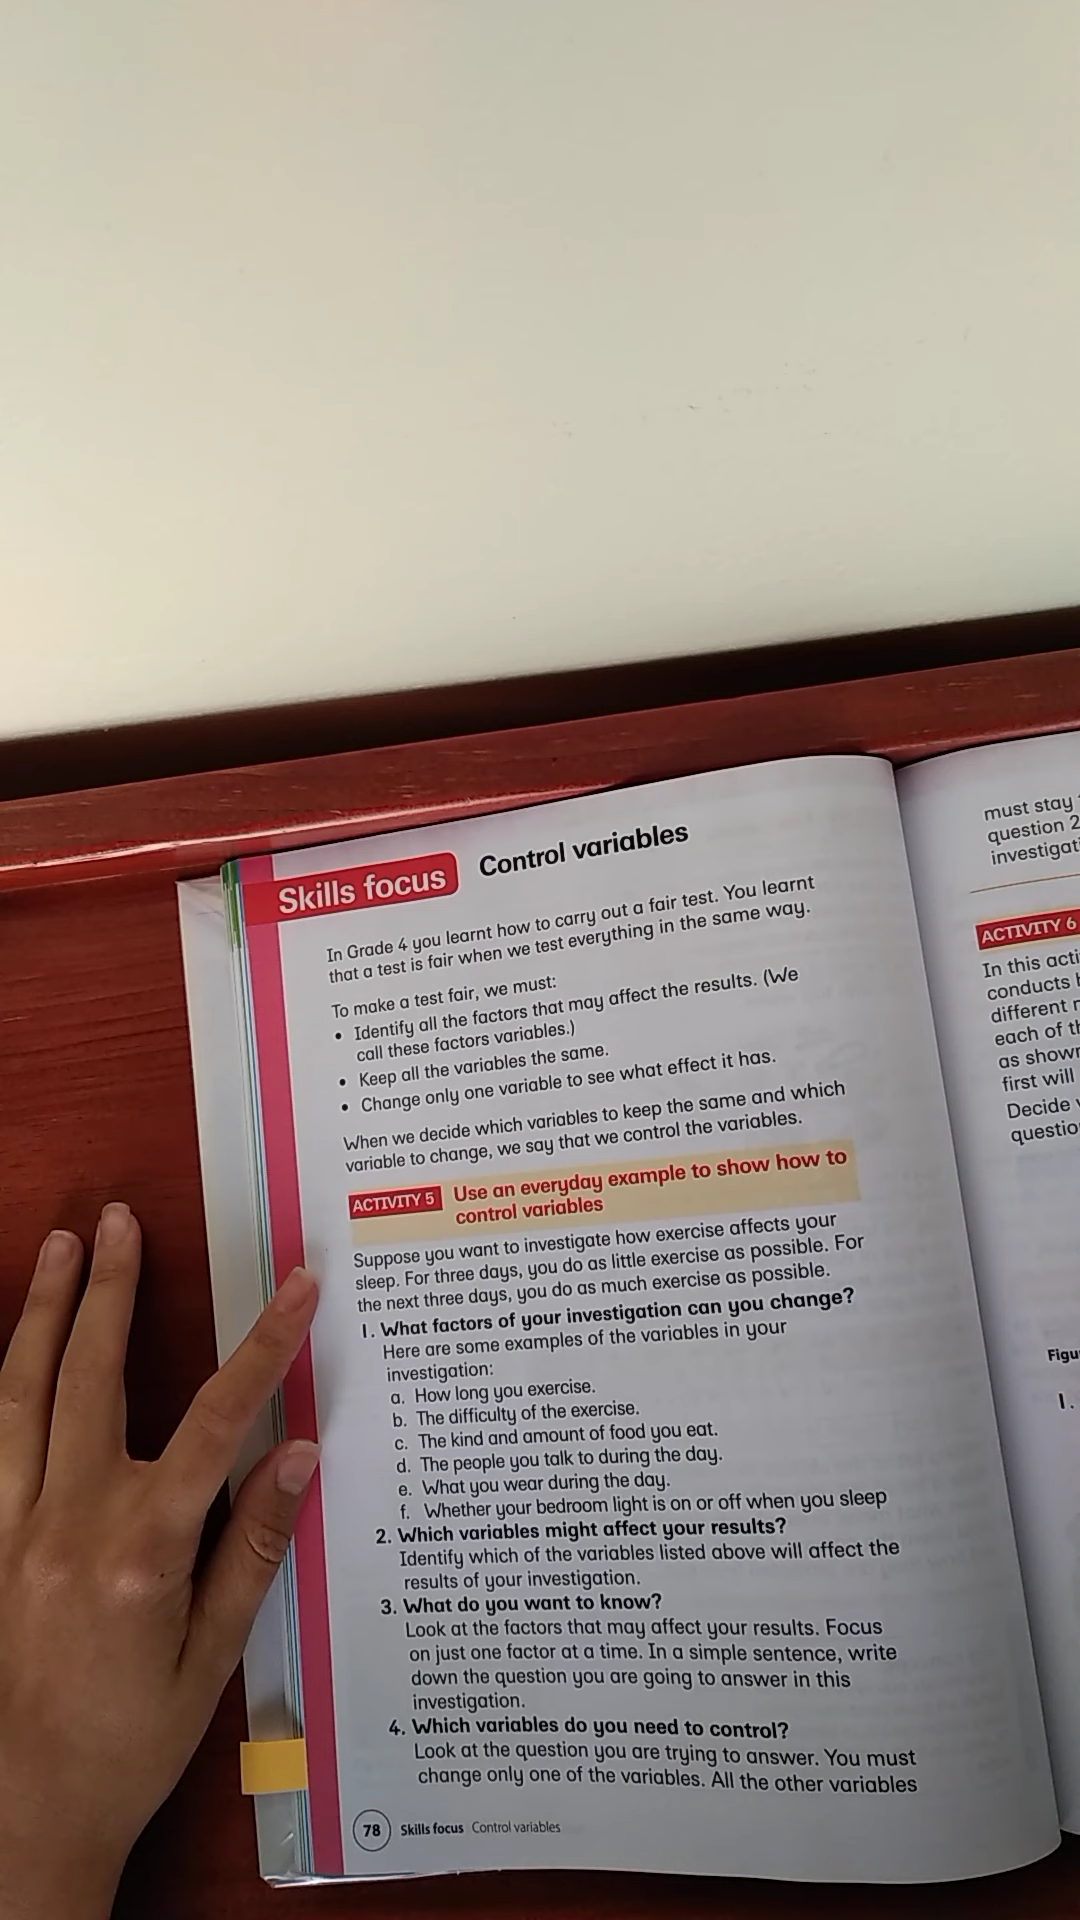 Skills focus Control variables
In Grade 4 you learnt how to carry out a fair test. You learnt
that a test is fair when we test everything in the same way.
To make a test fair, we must:
• Identify all the factors that may affect the results. (We
call these factors variables.)
• Keep all the variables the same.
• Change only one variable to see what effect it has.
When we decide which variables to keep the same and which
variable to change, we say that we control the variables.
ACTIVITY 5 Use an everyday example to show how to
control variables
Suppose you want to investigate how exercise affects your
sleep. For three days, you do as little exercise as possible. For
the next three days, you do as much exercise as possible.
1. What factors of your investigation can you change?
Here are some examples of the variables in your
investigation:
a. How long you exercise.
b. The difficulty of the exercise.
c. The kind and amount of food you eat.
d. The people you talk to during the day.
e. What you wear during the day.
f. Whether your bedroom light is on or off when you sleep
2. Which variables might affect your results?
Identify which of the variables listed above will affect the
results of your investigation.
3. What do you want to know?
Look at the factors that may affect your results. Focus
on just one factor at a time. In a simple sentence, write
down the question you are going to answer in this
investigation.
4. Which variables do you need to control?
Look at the question you are trying to answer. You must
change only one of the variables. All the other variables
78 Skills focus Control variables
must stay
question 2
investigati
ACTIVITY 6
In this acti
conducts
different
each of th
as shown
first will
Decide
questio
Figu
1.